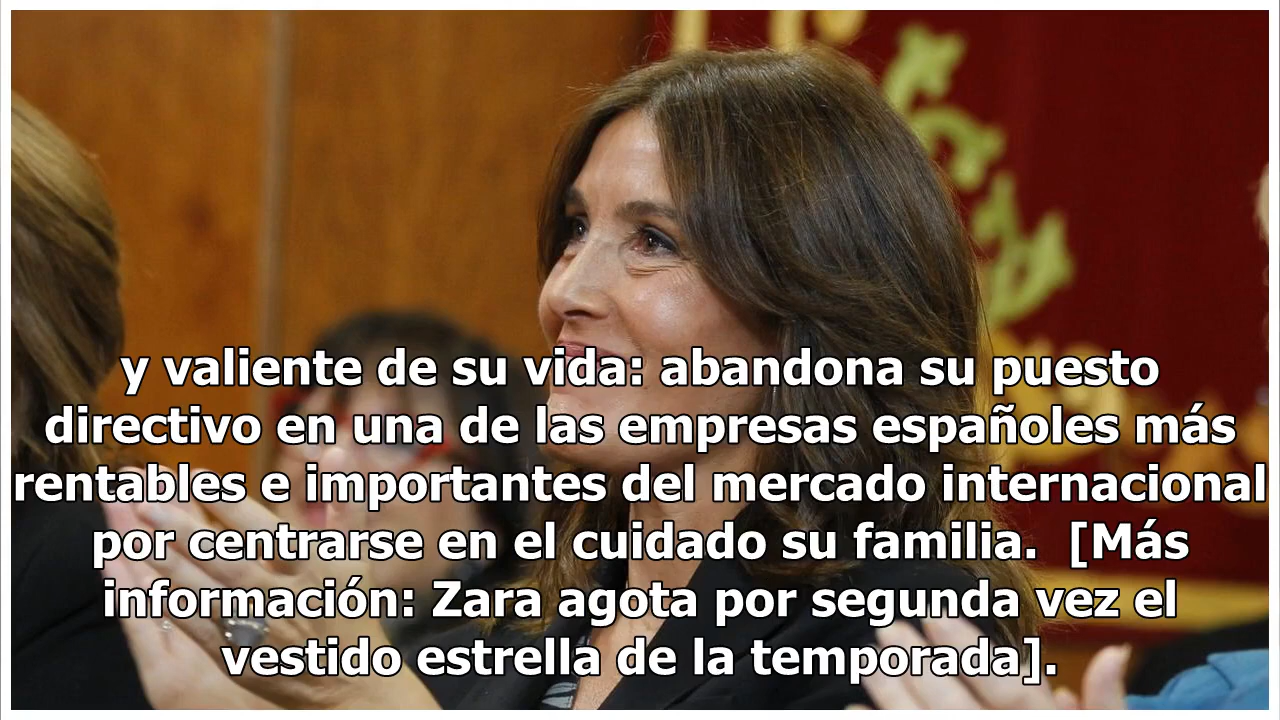 y valiente de su vida: abandona su puesto
directivo en una de las empresas españoles más
rentables e importantes del mercado internacional
por centrarse en el cuidado su familia.  [Más
información: Zara agota por segunda vez el
vestido estrella de la temporada].